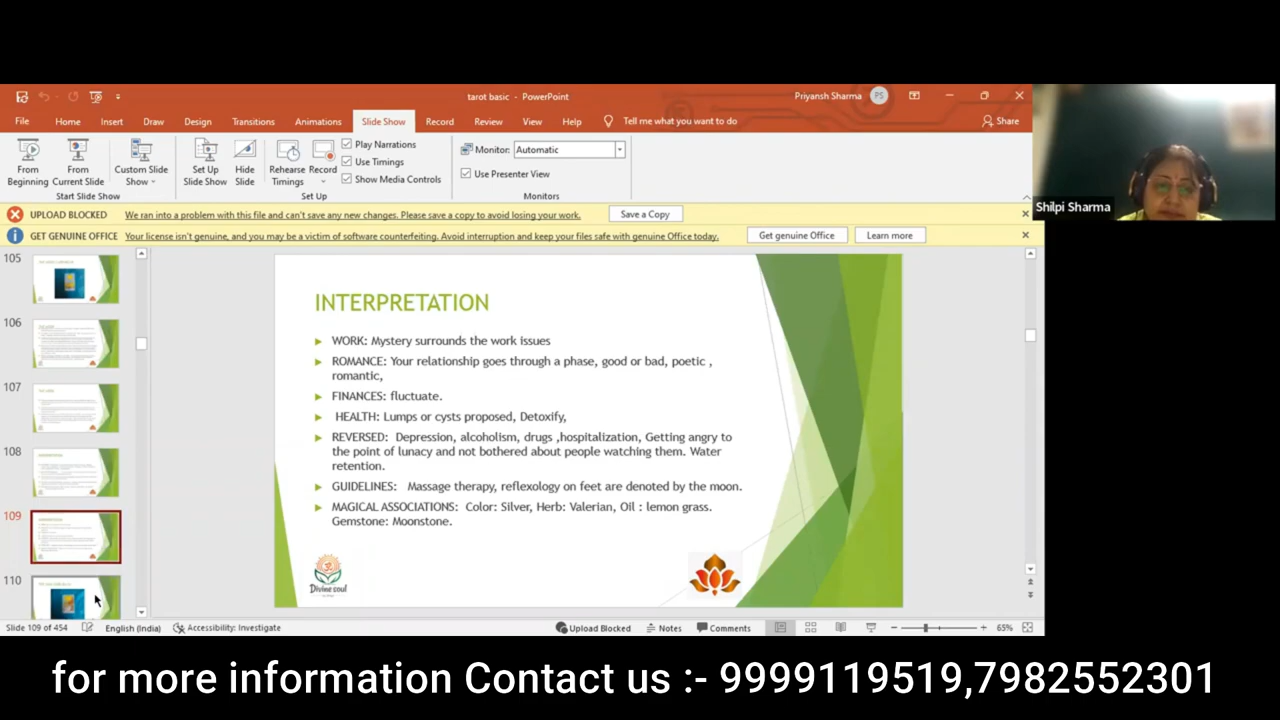 tarot basic - PowerPoint
Priyansh Sharma
PS
File
Home
Insert
Draw
Design
Transitions
Animations
Slide Show
Record
Review
View
Help
Tell me what you want to do
Share
From Beginning
From Current Slide
Custom Slide Show
Set Up Slide Show
Hide Slide
Rehearse Timings
Record
Play Narrations
Use Timings
Show Media Controls
Monitor: Automatic
Use Presenter View
Start Slide Show
Set Up
Monitors
UPLOAD BLOCKED We ran into a problem with this file and can't save any new changes. Please save a copy to avoid losing your work. Save a Copy
GET GENUINE OFFICE Your license isn't genuine, and you may be a victim of software counterfeiting. Avoid interruption and keep your files safe with genuine Office today. Get genuine Office Learn more
Shilpi Sharma
105
106
107
108
109
110
INTERPRETATION
WORK: Mystery surrounds the work issues
ROMANCE: Your relationship goes through a phase, good or bad, poetic ,
romantic,
FINANCES: fluctuate.
HEALTH: Lumps or cysts proposed, Detoxify,
REVERSED: Depression, alcoholism, drugs ,hospitalization, Getting angry to
the point of lunacy and not bothered about people watching them. Water
retention.
GUIDELINES: Massage therapy, reflexology on feet are denoted by the moon.
MAGICAL ASSOCIATIONS: Color: Silver, Herb: Valerian, Oil : lemon grass.
Gemstone: Moonstone.
Divine soul
Slide 109 of 454
English (India)
Accessibility: Investigate
Upload Blocked
Notes
Comments
65%
for more information Contact us :- 9999119519,7982552301